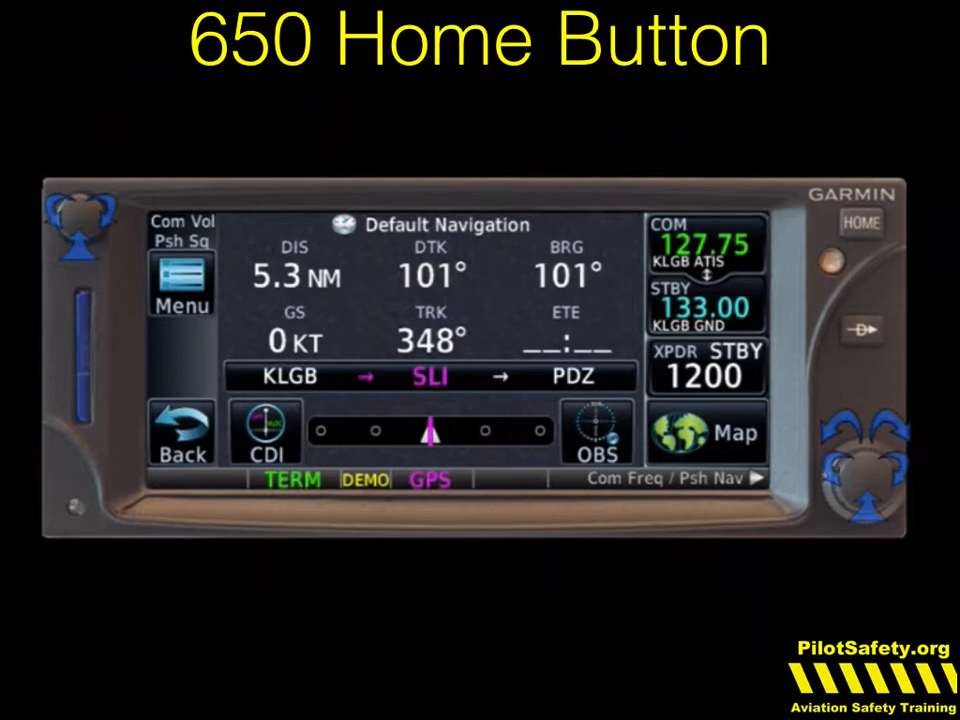 650 Home Button
GARMIN
HOME
Com Vol
Psh Sq
Menu
Back
Default Navigation
DIS DTK BRG
5.3 NM 101° 101°
GS TRK ETE
0 KT 348° __:__
KLGB → SLI → PDZ
CDI
OBS
TERM DEMO GPS Com Freq / Psh Nav
COM
127.75
KLGB ATIS
STBY
133.00
KLGB GND
XPDR STBY
1200
Map
D
PilotSafety.org
Aviation Safety Training